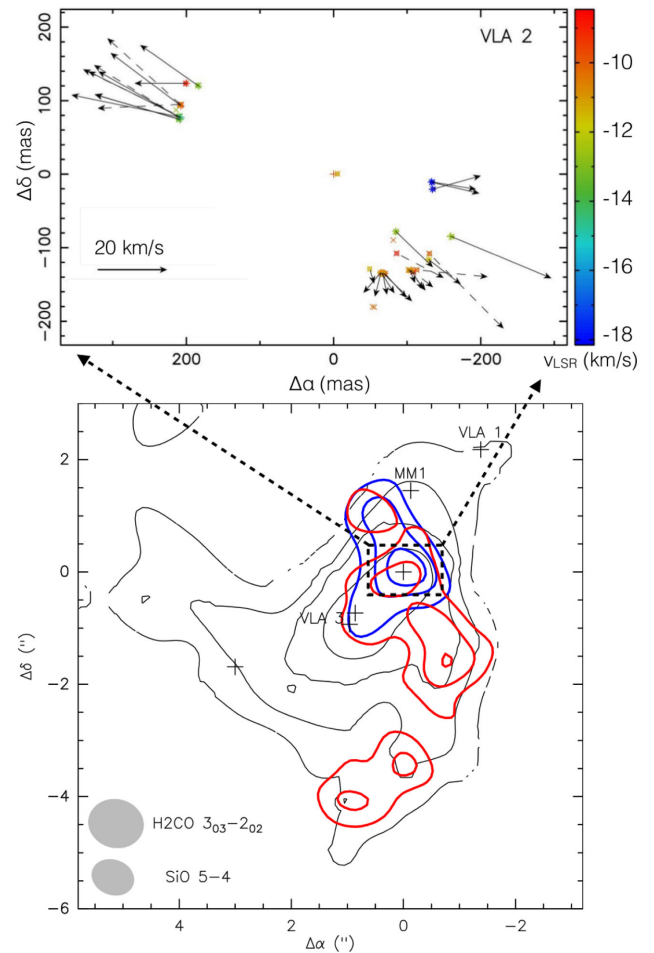 200
100
0
-100
-200
Δδ (mas)
VLA 2
20 km/s
200
0
-200
Δα (mas)
-10
-12
-14
-16
-18
vLSR (km/s)
2
0
-2
-4
-6
Δδ (")
VLA 1
MM1
VLA 3
H2CO 3₀₃−2₀₂
SiO 5−4
4
2
0
-2
Δα (")